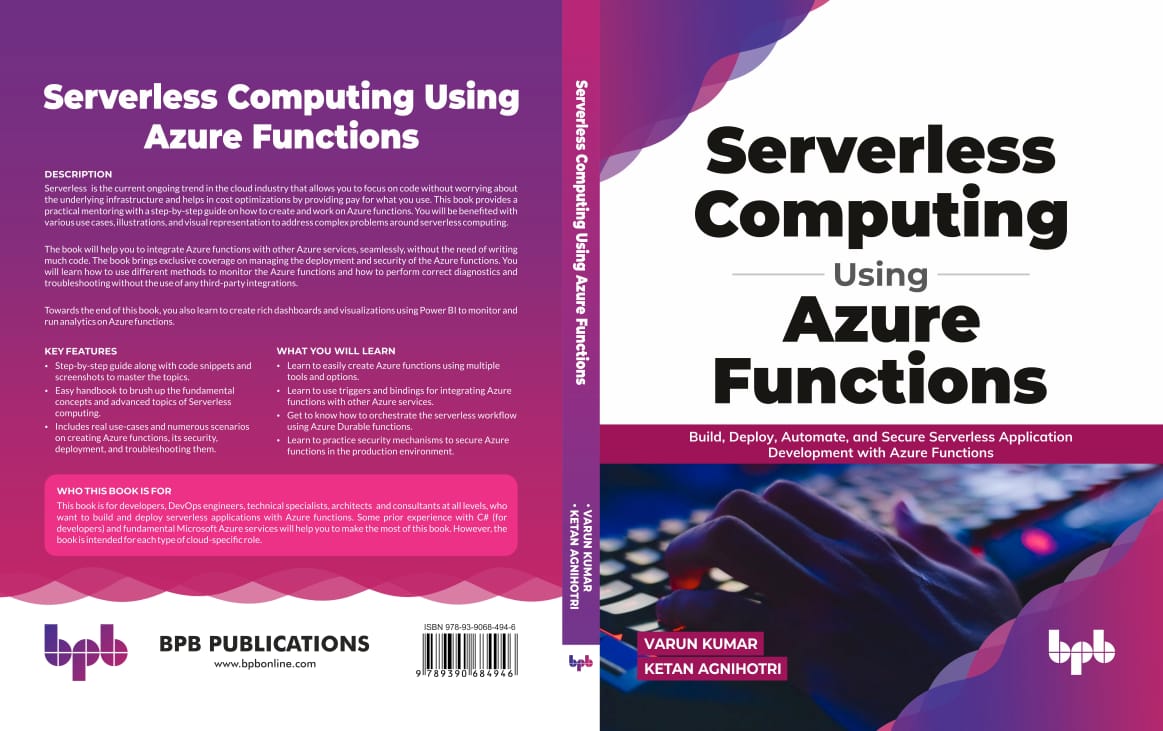 Serverless Computing Using
Azure Functions
DESCRIPTION
Serverless is the current ongoing trend in the cloud industry that allows you to focus on code without worrying about
the underlying infrastructure and helps in cost optimizations by providing pay for what you use. This book provides a
practical mentoring with a step-by-step guide on how to create and work on Azure functions. You will be benefited with
various use cases, illustrations, and visual representation to address complex problems around serverless computing.
The book will help you to integrate Azure functions with other Azure services, seamlessly, without the need of writing
much code. The book brings exclusive coverage on managing the deployment and security of the Azure functions. You
will learn how to use different methods to monitor the Azure functions and how to perform correct diagnostics and
troubleshooting without the use of any third-party integrations.
Towards the end of this book, you also learn to create rich dashboards and visualizations using Power BI to monitor and
run analytics on Azure functions.
KEY FEATURES
• Step-by-step guide along with code snippets and
screenshots to master the topics.
• Easy handbook to brush up the fundamental
concepts and advanced topics of Serverless
computing.
• Includes real use-cases and numerous scenarios
on creating Azure functions, its security,
deployment, and troubleshooting them.
WHAT YOU WILL LEARN
• Learn to easily create Azure functions using multiple
tools and options.
• Learn to use triggers and bindings for integrating Azure
functions with other Azure services.
• Get to know how to orchestrate the serverless workflow
using Azure Durable functions.
• Learn to practice security mechanisms to secure Azure
functions in the production environment.
WHO THIS BOOK IS FOR
This book is for developers, DevOps engineers, technical specialists, architects and consultants at all levels, who
want to build and deploy serverless applications with Azure functions. Some prior experience with C# (for
developers) and fundamental Microsoft Azure services will help you to make the most of this book. However, the
book is intended for each type of cloud-specific role.
bpb
BPB PUBLICATIONS
www.bpbonline.com
ISBN 978-93-9068-494-6
9 789390 684946
Serverless Computing Using Azure Functions
• VARUN KUMAR
• KETAN AGNIHOTRI
bpb
Serverless
Computing
Using
Azure
Functions
Build, Deploy, Automate, and Secure Serverless Application
Development with Azure Functions
VARUN KUMAR
KETAN AGNIHOTRI
bpb